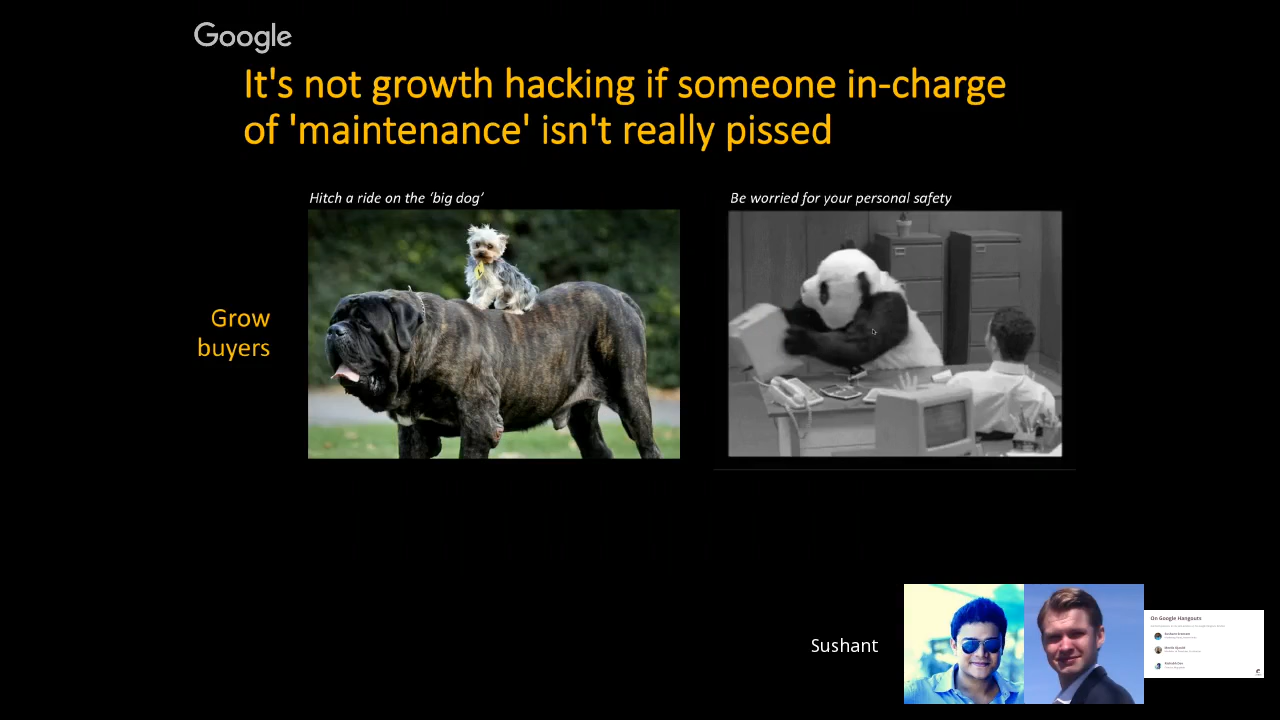 Google
It's not growth hacking if someone in-charge
of 'maintenance' isn't really pissed
Hitch a ride on the ‘big dog’
Be worried for your personal safety
Grow
buyers
Sushant
On Google Hangouts